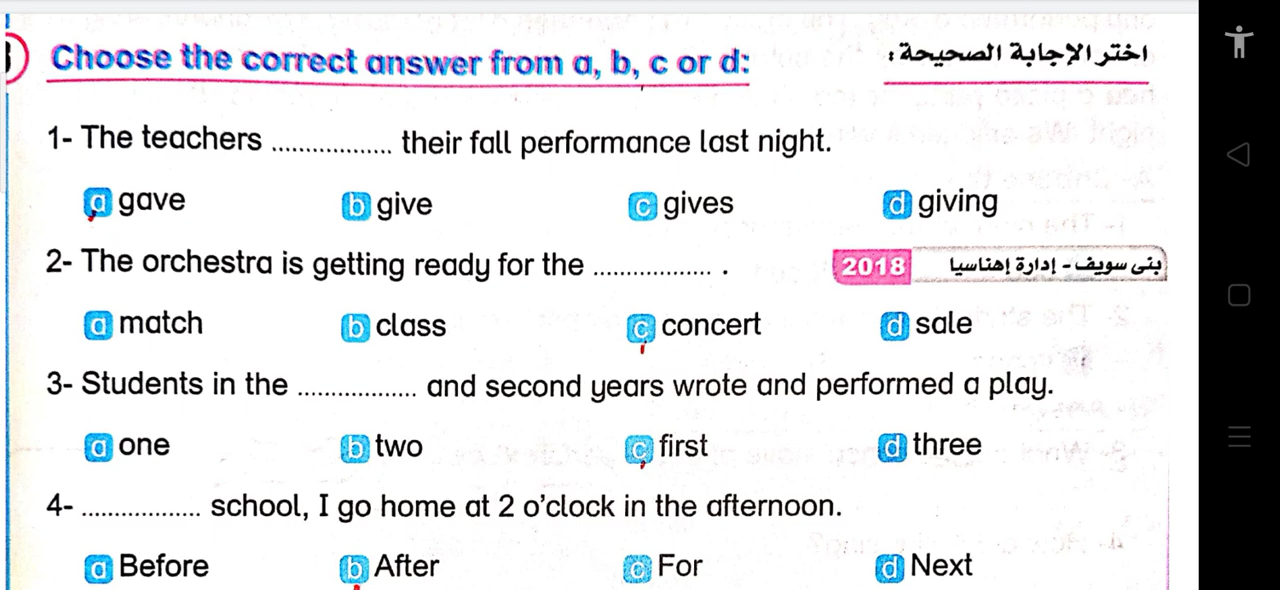 Choose the correct answer from a, b, c or d: اختر الإجابة الصحيحة:
1- The teachers .................. their fall performance last night.
a gave b give c gives d giving
2- The orchestra is getting ready for the .................. . 2018 بنى سويف - إدارة إهناسيا
a match b class c concert d sale
3- Students in the .................. and second years wrote and performed a play.
a one b two c first d three
4- .................. school, I go home at 2 o'clock in the afternoon.
a Before b After c For d Next